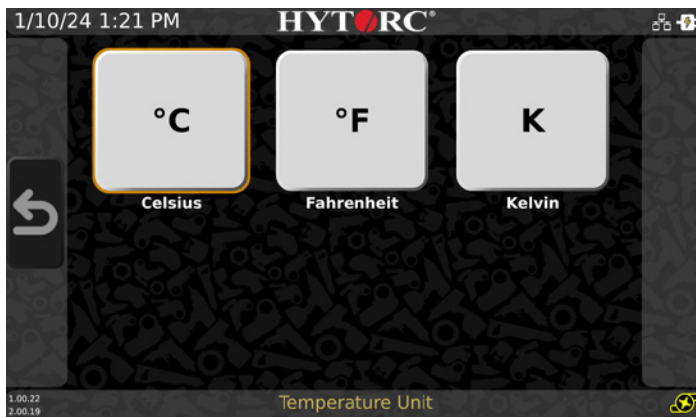 1/10/24 1:21 PM HYTORC®
°C °F K
Celsius Fahrenheit Kelvin
1.00.22
2.00.19
Temperature Unit